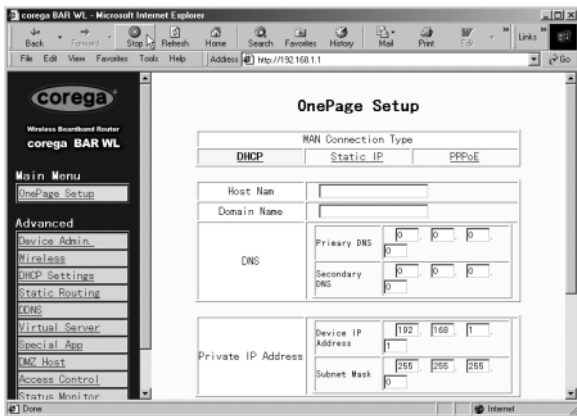 corega BAR WL - Microsoft Internet Explorer
Back Forward Stop Refresh Home Search Favorites History Mail Print Edit Links
File Edit View Favorites Tools Help Address http://192.168.1.1 Go
corega
Wireless Boardband Router
corega BAR WL
Main Menu
OnePage Setup
Advanced
Device Admin.
Wireless
DHCP Settings
Static Routing
DDNS
Virtual Server
Special App
DMZ Host
Access Control
Status Monitor
OnePage Setup
WAN Connection Type
DHCP Static IP PPPoE
Host Nam
Domain Name
DNS
Primary DNS 0 . 0 . 0 .
0
Secondary 0 . 0 . 0 .
DNS 0
Private IP Address
Device IP 192 . 168 . 1 .
Address 1
Subnet Mask 255 . 255 . 255 .
0
Done Internet